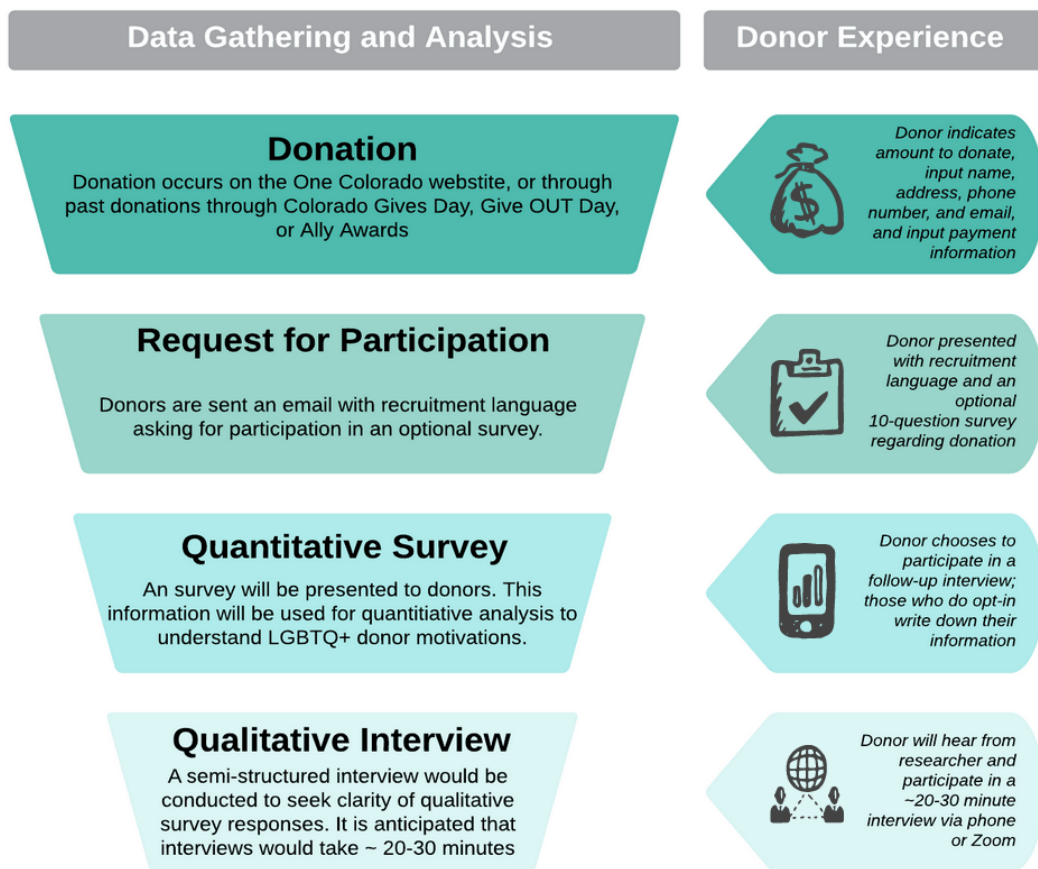 Data Gathering and Analysis
Donor Experience
Donation
Donation occurs on the One Colorado webstite, or through
past donations through Colorado Gives Day, Give OUT Day,
or Ally Awards
Donor indicates
amount to donate,
input name,
address, phone
number, and email,
and input payment
information
Request for Participation
Donors are sent an email with recruitment language
asking for participation in an optional survey.
Donor presented
with recruitment
language and an
optional
10-question survey
regarding donation
Quantitative Survey
An survey will be presented to donors. This
information will be used for quantitiative analysis to
understand LGBTQ+ donor motivations.
Donor chooses to
participate in a
follow-up interview;
those who do opt-in
write down their
information
Qualitative Interview
A semi-structured interview would be
conducted to seek clarity of qualitative
survey responses. It is anticipated that
interviews would take ~ 20-30 minutes
Donor will hear from
researcher and
participate in a
~20-30 minute
interview via phone
or Zoom